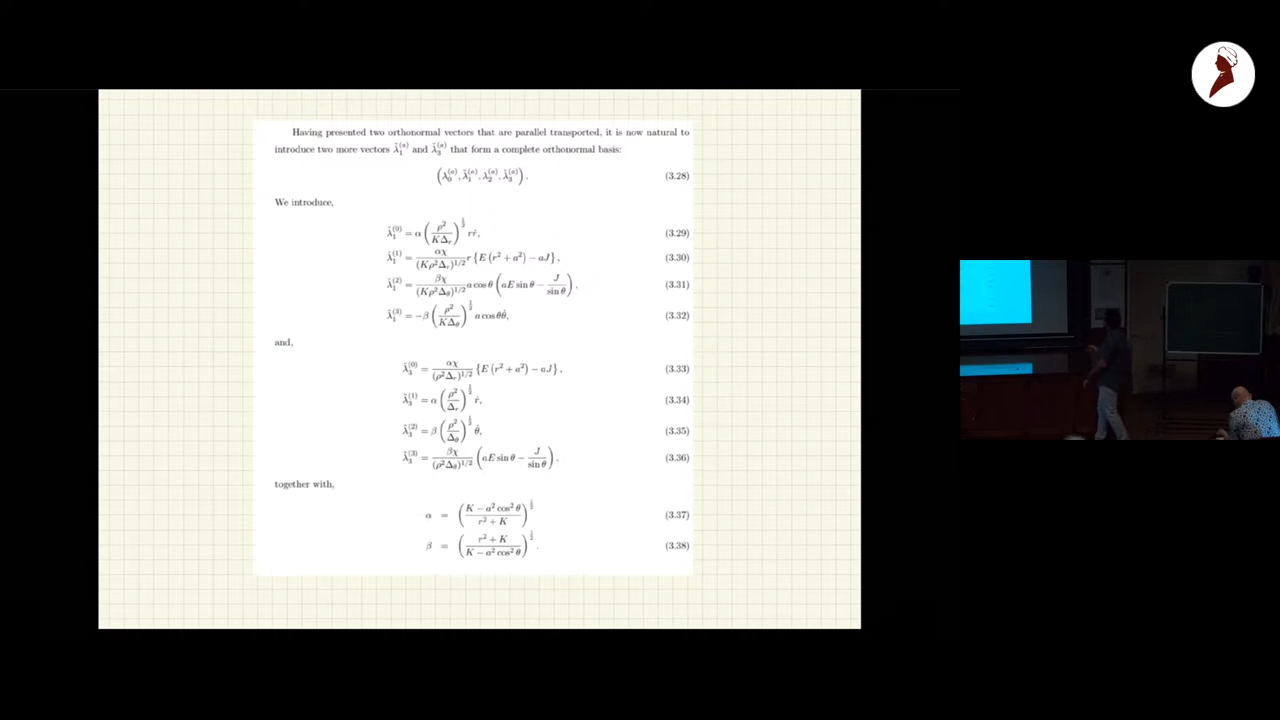 Having presented two orthonormal vectors that are parallel transported, it is now natural to
introduce two more vectors λ̃₁⁽ᵃ⁾ and λ̃₃⁽ᵃ⁾ that form a complete orthonormal basis:
(λ₀⁽ᵃ⁾, λ̃₁⁽ᵃ⁾, λ₂⁽ᵃ⁾, λ̃₃⁽ᵃ⁾). (3.28)
We introduce,
λ̃₁⁽⁰⁾ = α (ρ²/(KΔᵣ))^{1/2} rṙ, (3.29)
λ̃₁⁽¹⁾ = αχ/(Kρ²Δᵣ)^{1/2} r {E (r² + a²) − aJ}, (3.30)
λ̃₁⁽²⁾ = βχ/(Kρ²Δ_θ)^{1/2} a cos θ (aE sin θ − J/sin θ), (3.31)
λ̃₁⁽³⁾ = −β (ρ²/(KΔ_θ))^{1/2} a cos θθ̇, (3.32)
and,
λ̃₃⁽⁰⁾ = αχ/(ρ²Δᵣ)^{1/2} {E (r² + a²) − aJ}, (3.33)
λ̃₃⁽¹⁾ = α (ρ²/Δᵣ)^{1/2} ṙ, (3.34)
λ̃₃⁽²⁾ = β (ρ²/Δ_θ)^{1/2} θ̇, (3.35)
λ̃₃⁽³⁾ = βχ/(ρ²Δ_θ)^{1/2} (aE sin θ − J/sin θ), (3.36)
together with,
α = ((K − a² cos² θ)/(r² + K))^{1/2} (3.37)
β = ((r² + K)/(K − a² cos² θ))^{1/2}. (3.38)